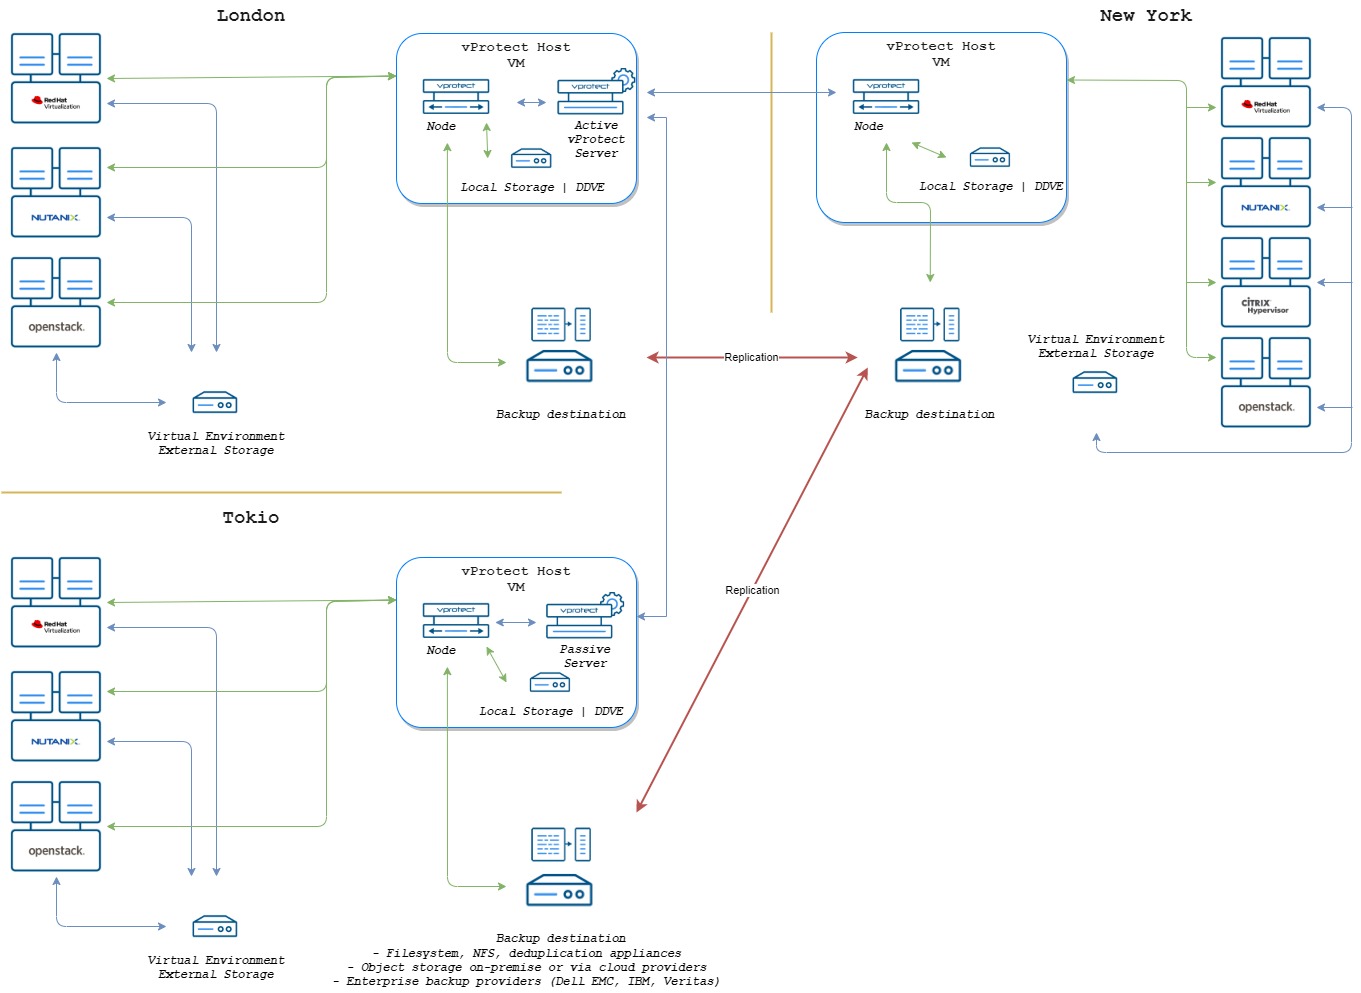 London
Red Hat
Virtualization
NUTANIX
openstack.
Virtual Environment
External Storage
vProtect Host
VM
vprotect
Node
vprotect
Active
vProtect
Server
Local Storage | DDVE
Backup destination
Replication
New York
vProtect Host
VM
vprotect
Node
Local Storage | DDVE
Backup destination
Virtual Environment
External Storage
Red Hat
Virtualization
NUTANIX
CITRIX
Hypervisor
openstack.
Tokio
Red Hat
Virtualization
NUTANIX
openstack.
Virtual Environment
External Storage
vProtect Host
VM
vprotect
Node
vprotect
Passive
Server
Local Storage | DDVE
Replication
Backup destination
- Filesystem, NFS, deduplication appliances
- Object storage on-premise or via cloud providers
- Enterprise backup providers (Dell EMC, IBM, Veritas)